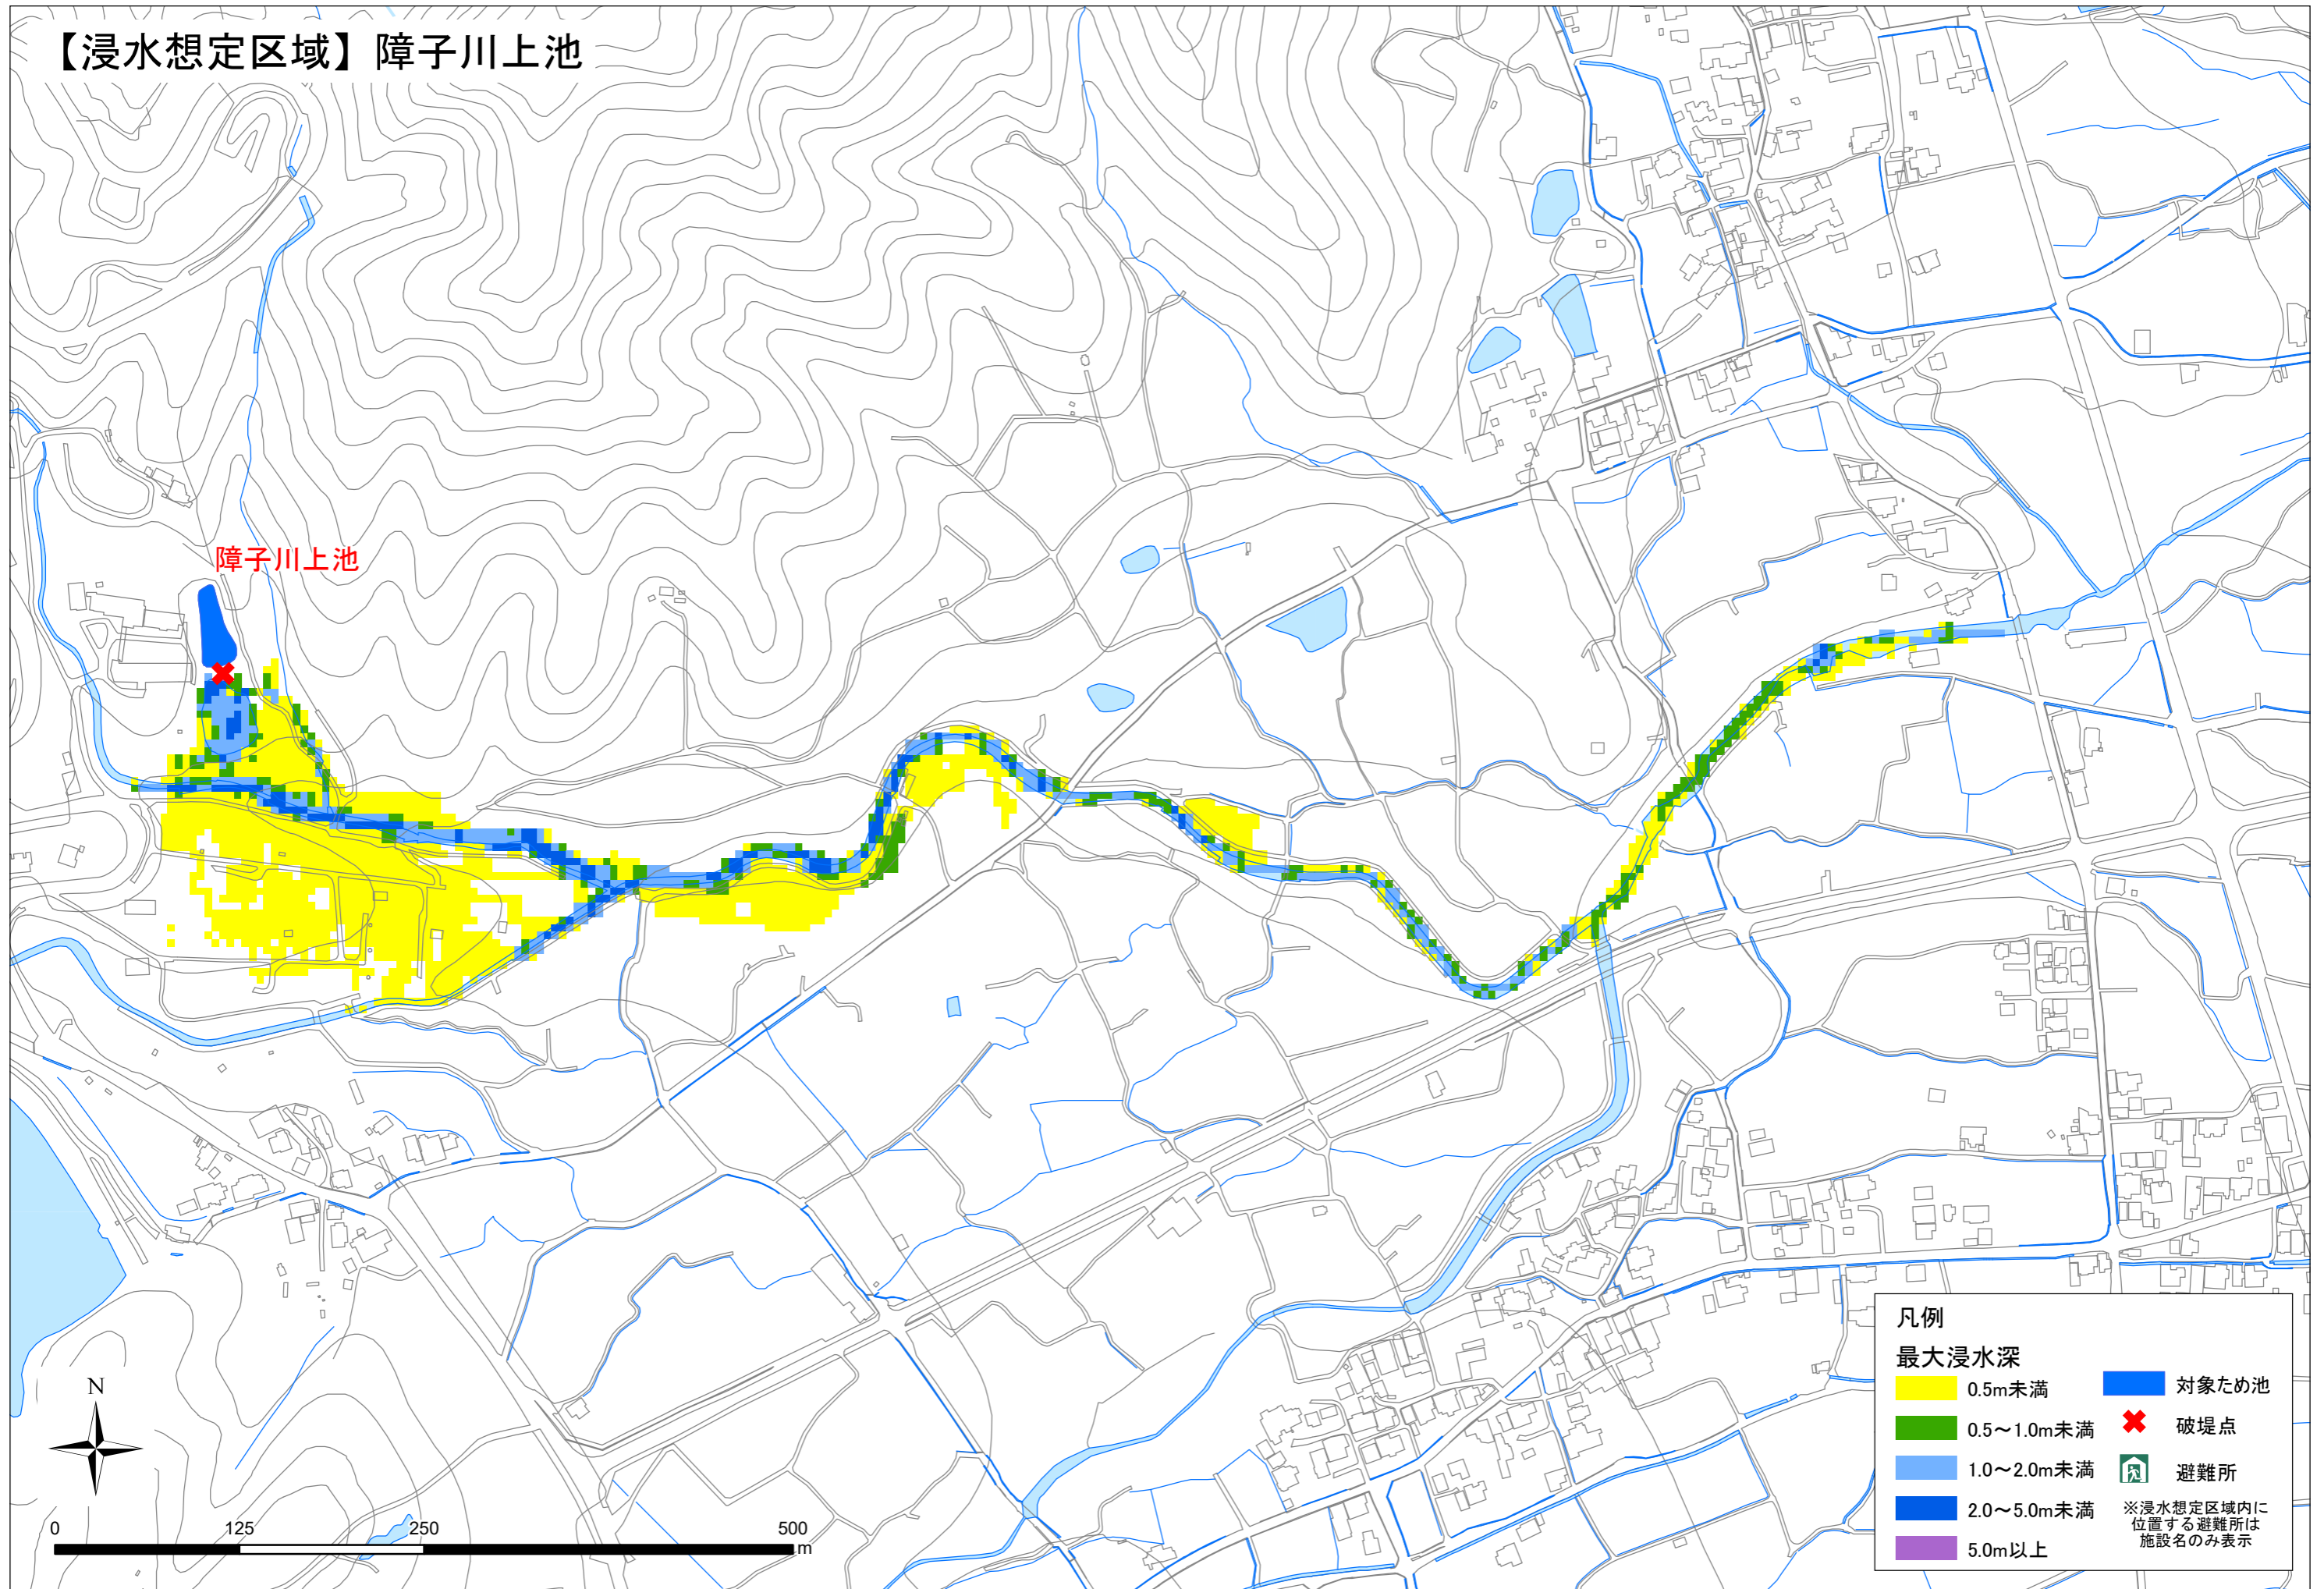 【浸水想定区域】障子川上池
障子川上池
N
0 125 250 500
m
凡例
最大浸水深
0.5m未満
0.5～1.0m未満
1.0～2.0m未満
2.0～5.0m未満
5.0m以上
対象ため池
破堤点
避難所
※浸水想定区域内に
位置する避難所は
施設名のみ表示